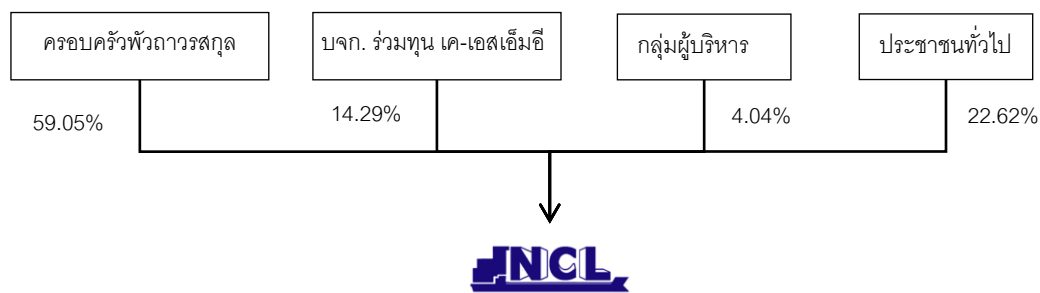 ครอบครัวพัวถาวรสกุล
บจก. ร่วมทุน เค-เอสเอ็มอี
กลุ่มผู้บริหาร
ประชาชนทั่วไป
59.05%
14.29%
4.04%
22.62%
NCL